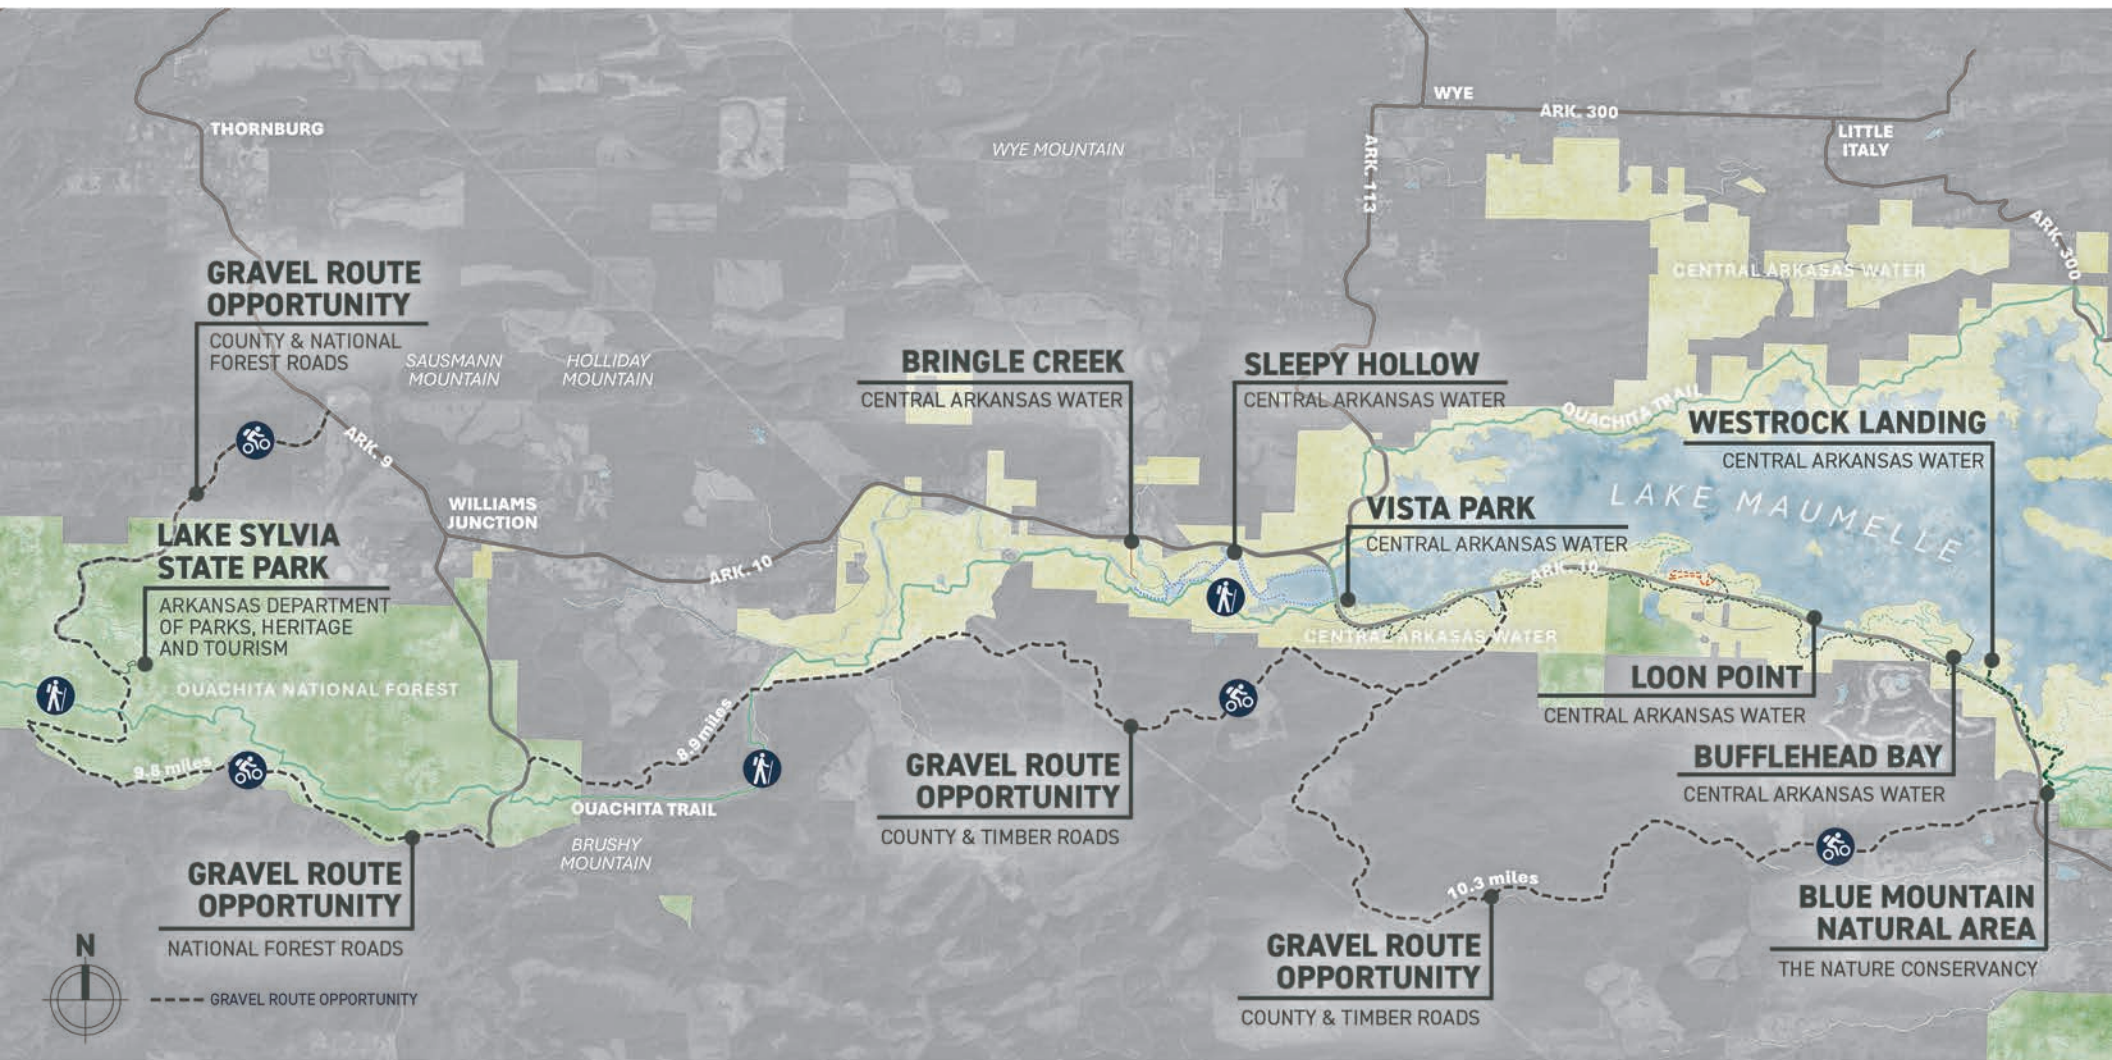 WYE
ARK. 300
THORNBURG
LITTLE
ITALY
WYE MOUNTAIN
ARK. 113
ARK. 300
GRAVEL ROUTE
OPPORTUNITY
COUNTY & NATIONAL
FOREST ROADS
CENTRAL ARKASAS WATER
SAUSMANN
MOUNTAIN
HOLLIDAY
MOUNTAIN
BRINGLE CREEK
CENTRAL ARKANSAS WATER
SLEEPY HOLLOW
CENTRAL ARKANSAS WATER
OUACHITA TRAIL
WESTROCK LANDING
CENTRAL ARKANSAS WATER
ARK. 9
WILLIAMS
JUNCTION
LAKE MAUMELLE
VISTA PARK
CENTRAL ARKANSAS WATER
LAKE SYLVIA
STATE PARK
ARKANSAS DEPARTMENT
OF PARKS, HERITAGE
AND TOURISM
ARK. 10
ARK. 10
CENTRAL ARKASAS WATER
OUACHITA NATIONAL FOREST
LOON POINT
CENTRAL ARKANSAS WATER
8.9 miles
9.8 miles
GRAVEL ROUTE
OPPORTUNITY
COUNTY & TIMBER ROADS
BUFFLEHEAD BAY
CENTRAL ARKANSAS WATER
OUACHITA TRAIL
BRUSHY
MOUNTAIN
GRAVEL ROUTE
OPPORTUNITY
NATIONAL FOREST ROADS
10.3 miles
BLUE MOUNTAIN
NATURAL AREA
THE NATURE CONSERVANCY
GRAVEL ROUTE
OPPORTUNITY
COUNTY & TIMBER ROADS
N
GRAVEL ROUTE OPPORTUNITY